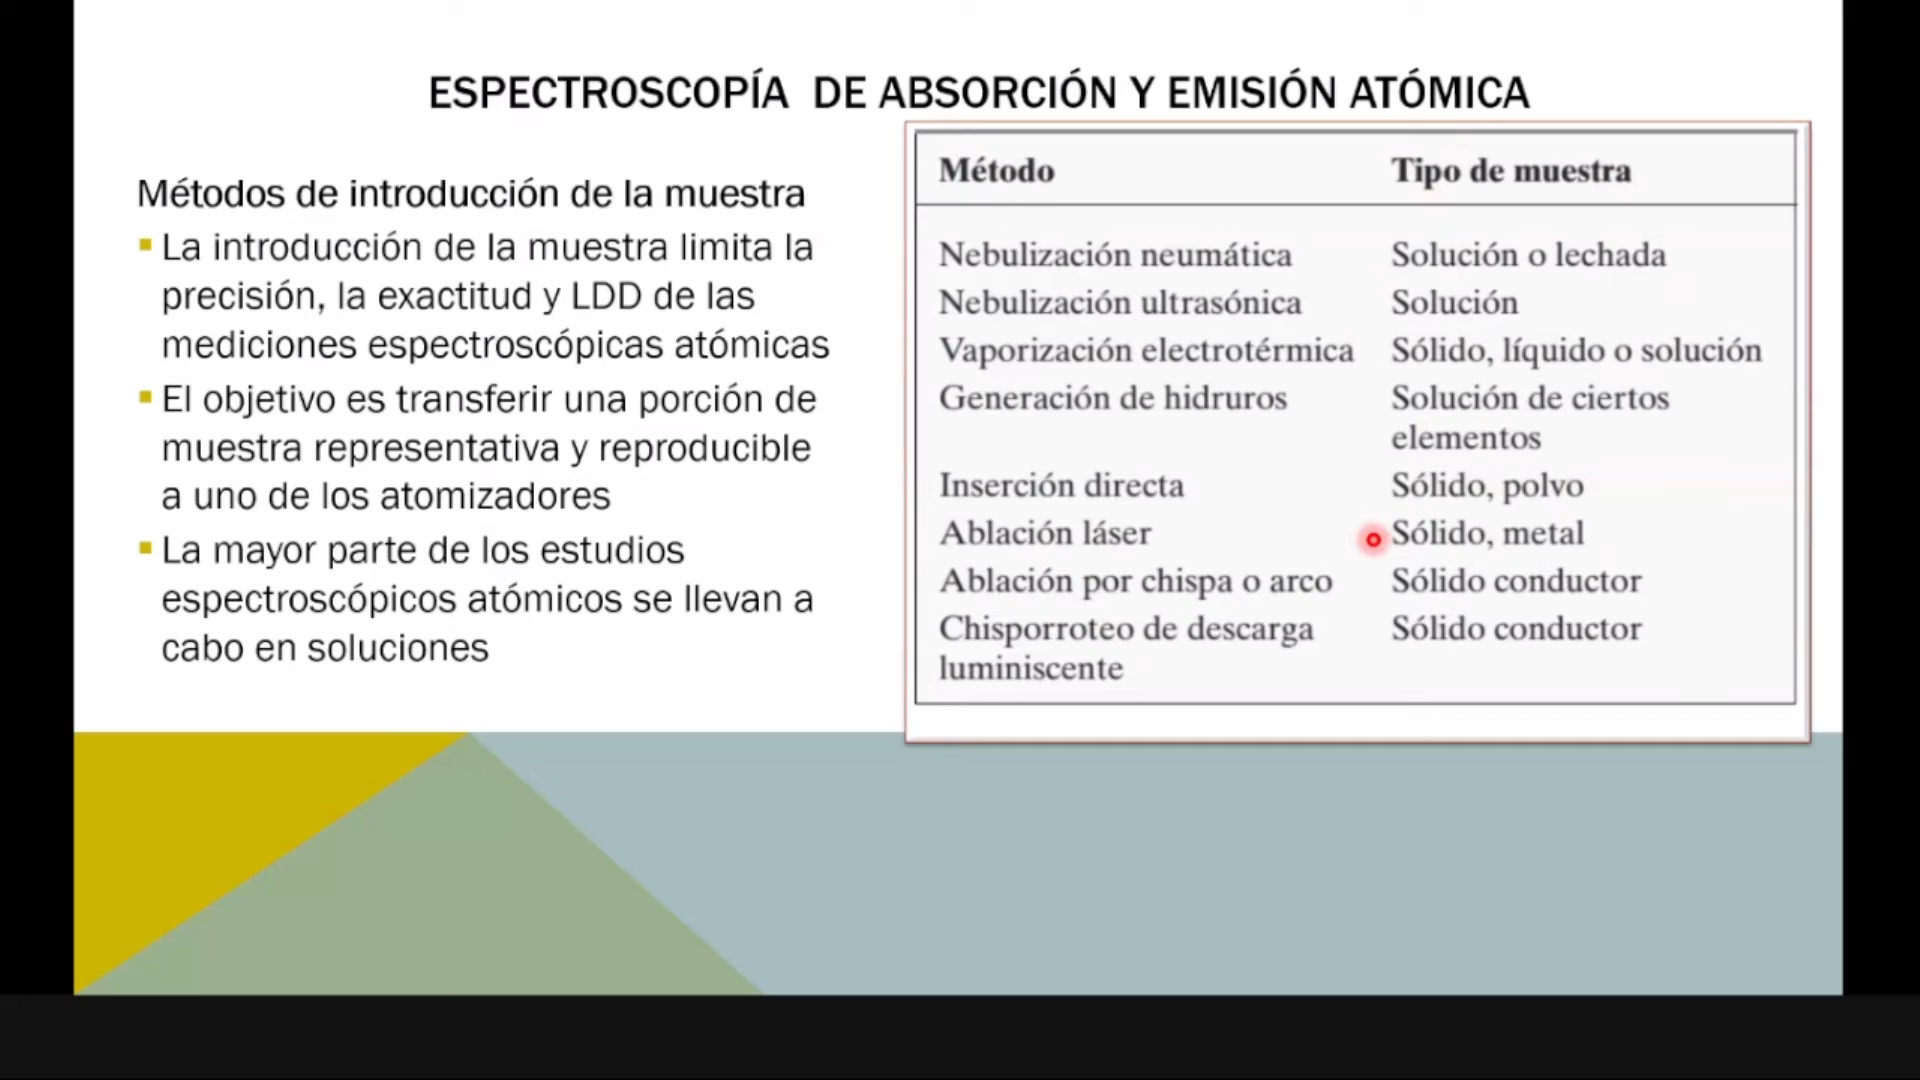 ESPECTROSCOPÍA DE ABSORCIÓN Y EMISIÓN ATÓMICA
Métodos de introducción de la muestra
▪ La introducción de la muestra limita la
precisión, la exactitud y LDD de las
mediciones espectroscópicas atómicas
▪ El objetivo es transferir una porción de
muestra representativa y reproducible
a uno de los atomizadores
▪ La mayor parte de los estudios
espectroscópicos atómicos se llevan a
cabo en soluciones
Método Tipo de muestra
Nebulización neumática Solución o lechada
Nebulización ultrasónica Solución
Vaporización electrotérmica Sólido, líquido o solución
Generación de hidruros Solución de ciertos
elementos
Inserción directa Sólido, polvo
Ablación láser Sólido, metal
Ablación por chispa o arco Sólido conductor
Chisporroteo de descarga Sólido conductor
luminiscente